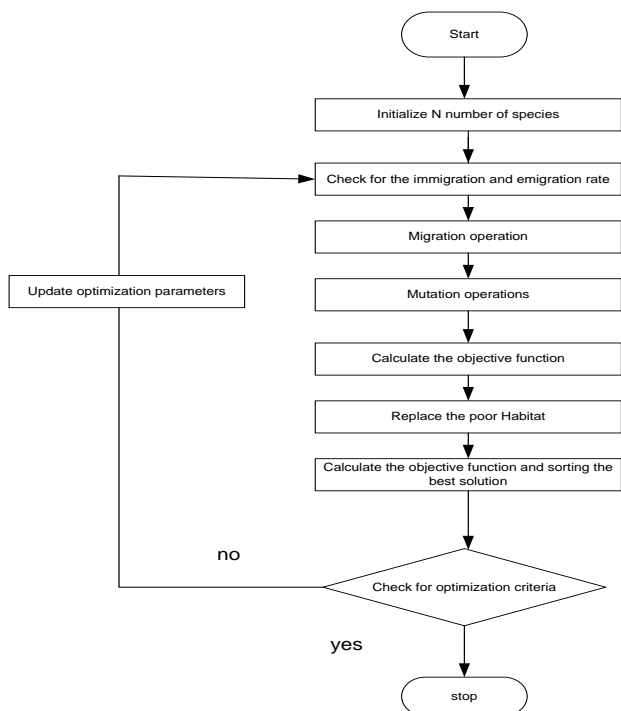 Start
Initialize N number of species
Check for the immigration and emigration rate
Migration operation
Update optimization parameters
Mutation operations
Calculate the objective function
Replace the poor Habitat
Calculate the objective function and sorting the
best solution
no
Check for optimization criteria
yes
stop